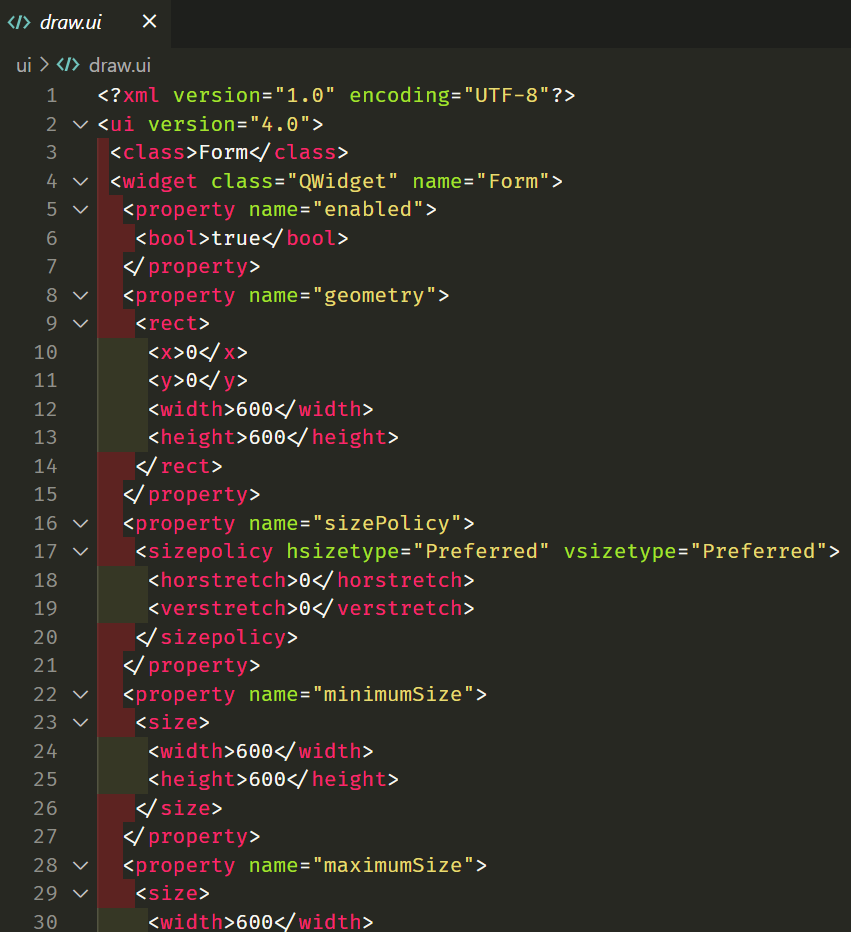 draw.ui
ui > draw.ui
1 <?xml version="1.0" encoding="UTF-8"?>
2 <ui version="4.0">
3  <class>Form</class>
4  <widget class="QWidget" name="Form">
5   <property name="enabled">
6    <bool>true</bool>
7   </property>
8   <property name="geometry">
9    <rect>
10     <x>0</x>
11     <y>0</y>
12     <width>600</width>
13     <height>600</height>
14    </rect>
15   </property>
16   <property name="sizePolicy">
17    <sizepolicy hsizetype="Preferred" vsizetype="Preferred">
18     <horstretch>0</horstretch>
19     <verstretch>0</verstretch>
20    </sizepolicy>
21   </property>
22   <property name="minimumSize">
23    <size>
24     <width>600</width>
25     <height>600</height>
26    </size>
27   </property>
28   <property name="maximumSize">
29    <size>
30     <width>600</width>